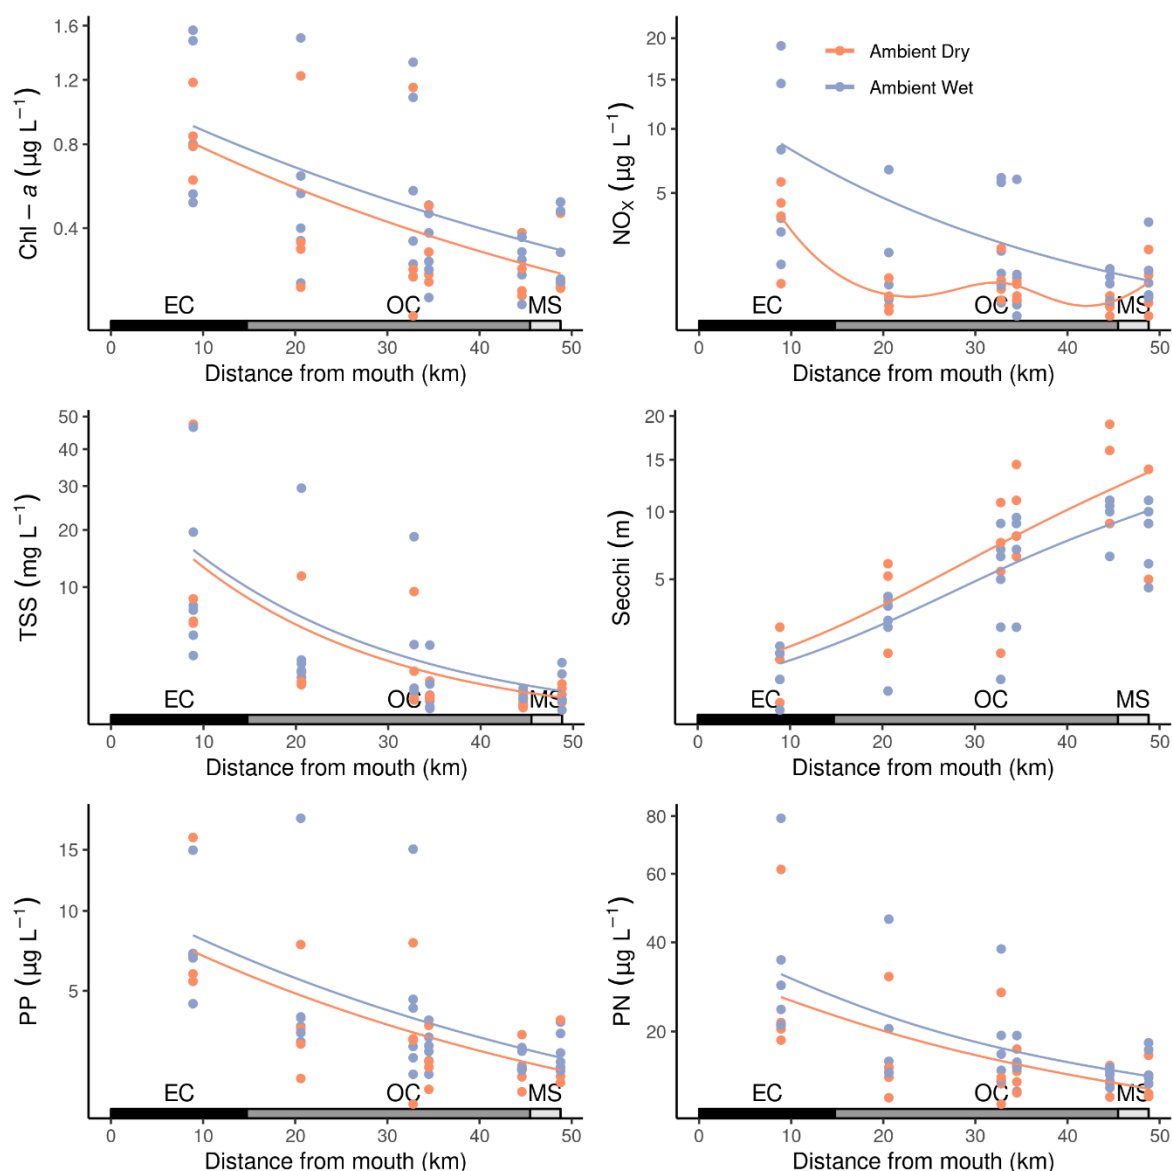 1.6
1.2
0.8
0.4
Chl − a (µg L−1)
EC
OC
MS
0
10
20
30
40
50
Distance from mouth (km)
20
15
10
5
NOX (µg L−1)
Ambient Dry
Ambient Wet
EC
OC
MS
0
10
20
30
40
50
Distance from mouth (km)
50
40
30
20
10
TSS (mg L−1)
EC
OC
MS
0
10
20
30
40
50
Distance from mouth (km)
20
15
10
5
Secchi (m)
EC
OC
MS
0
10
20
30
40
50
Distance from mouth (km)
15
10
5
PP (µg L−1)
EC
OC
MS
0
10
20
30
40
50
Distance from mouth (km)
80
60
40
20
PN (µg L−1)
EC
OC
MS
0
10
20
30
40
50
Distance from mouth (km)